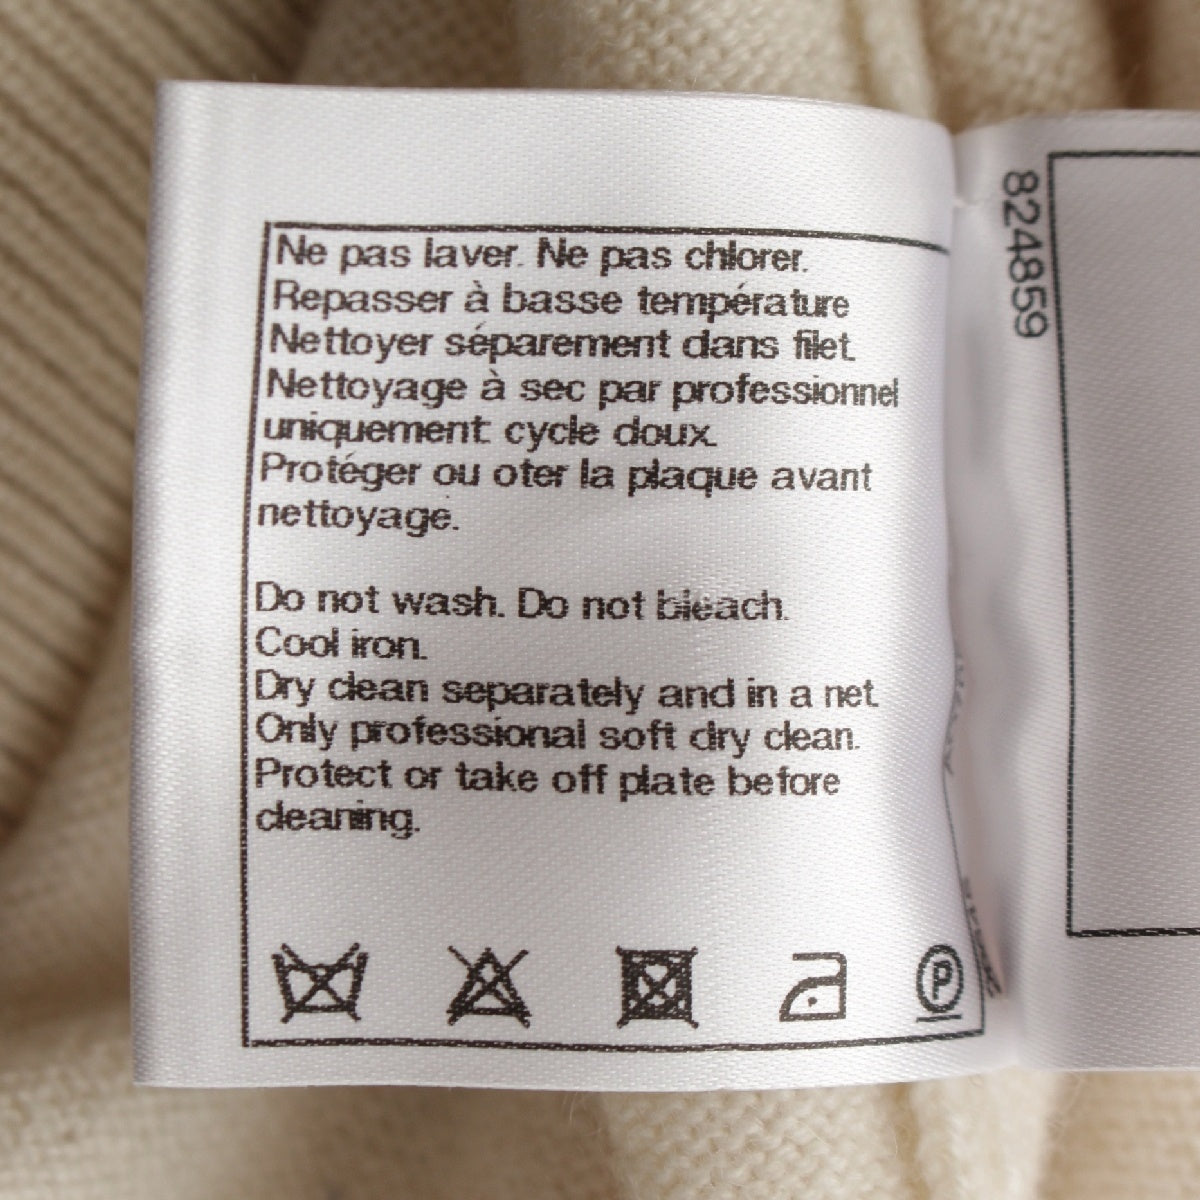 Ne pas laver. Ne pas chlorer.
Repasser à basse température
Nettoyer séparement dans filet.
Nettoyage à sec par professionnel
uniquement: cycle doux.
Protéger ou oter la plaque avant
nettoyage.
Do not wash. Do not bleach.
Cool iron.
Dry clean separately and in a net.
Only professional soft dry clean.
Protect or take off plate before
cleaning.
P
824859